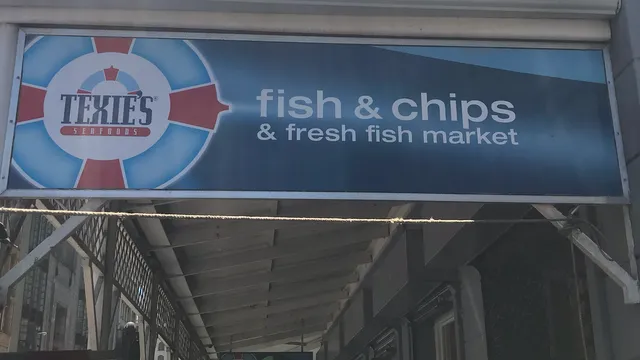 TEXIE'S®
SEAFOODS
fish & chips
& fresh fish market